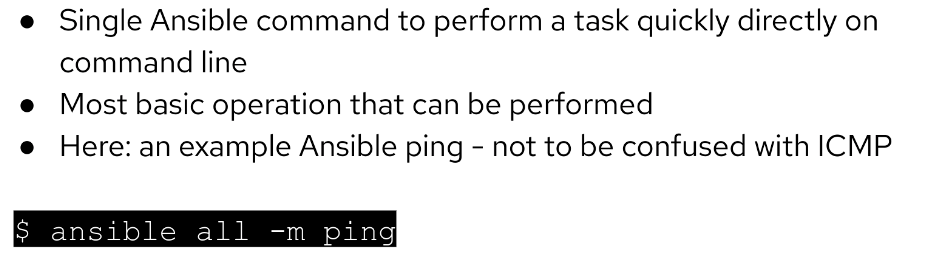 ● Single Ansible command to perform a task quickly directly on
command line
● Most basic operation that can be performed
● Here: an example Ansible ping - not to be confused with ICMP
$ ansible all -m ping